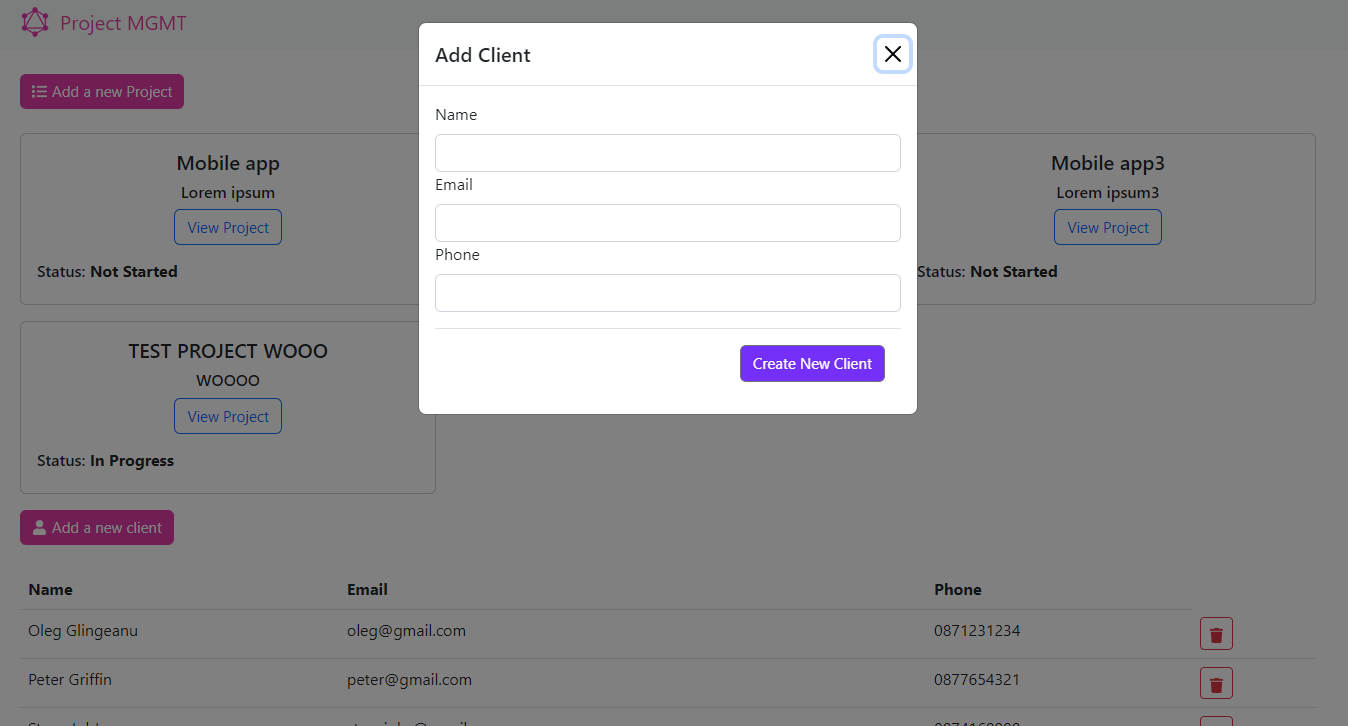 Project MGMT
Add Client
Name
Email
Phone
Create New Client
Add a new Project
Mobile app
Lorem ipsum
View Project
Status: Not Started
Mobile app3
Lorem ipsum3
View Project
Status: Not Started
TEST PROJECT WOOO
WOOOO
View Project
Status: In Progress
Add a new client
Name Email Phone
Oleg Glingeanu oleg@gmail.com 0871231234
Peter Griffin peter@gmail.com 0877654321